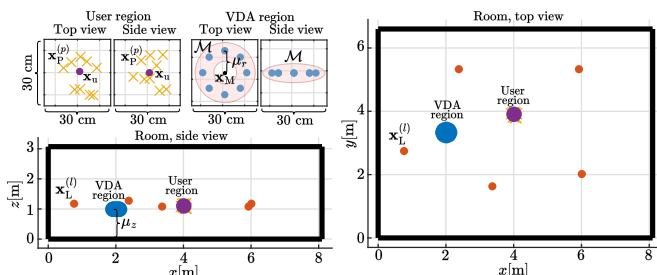 User region
Top view Side view
VDA region
Top view Side view
30 cm
x_P^(p)
x_u
x_P^(p)
x_u
ℳ
μ_r
x_M
ℳ
30 cm 30 cm 30 cm 30 cm
Room, side view
z[m]
3
2
1
0
x_L^(l)
VDA
region
User
region
μ_z
0 2 4 6 8
x[m]
Room, top view
y[m]
6
5
4
3
2
1
0
x_L^(l)
VDA
region
User
region
0 2 4 6 8
x[m]